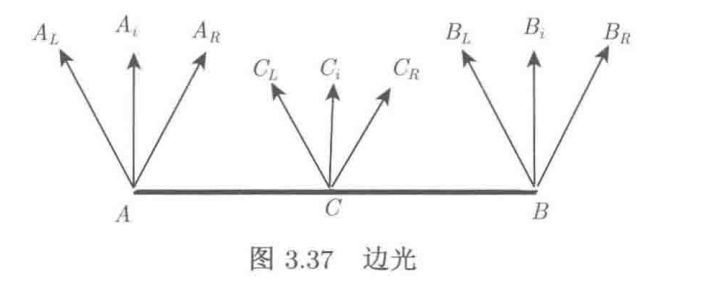 A_L A_i A_R C_L C_i C_R B_L B_i B_R
A C B
图 3.37 边光